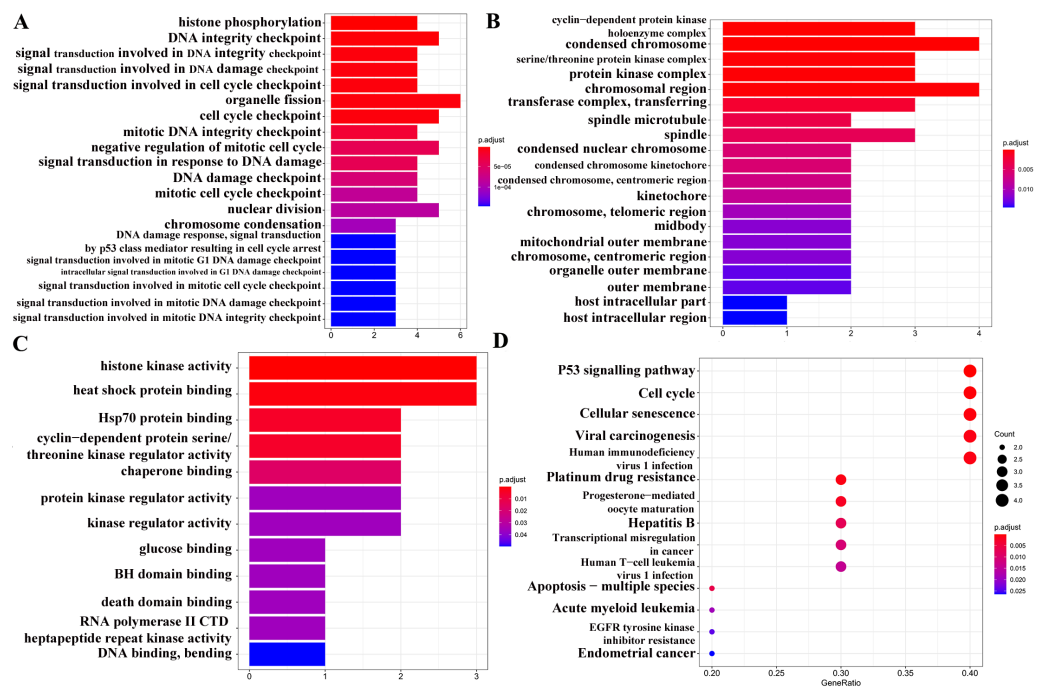 A
histone phosphorylation
DNA integrity checkpoint
signal transduction involved in DNA integrity checkpoint
signal transduction involved in DNA damage checkpoint
signal transduction involved in cell cycle checkpoint
organelle fission
cell cycle checkpoint
mitotic DNA integrity checkpoint
negative regulation of mitotic cell cycle
signal transduction in response to DNA damage
DNA damage checkpoint
mitotic cell cycle checkpoint
nuclear division
chromosome condensation
DNA damage response, signal transduction
by p53 class mediator resulting in cell cycle arrest
signal transduction involved in mitotic G1 DNA damage checkpoint
intracellular signal transduction involved in G1 DNA damage checkpoint
signal transduction involved in mitotic cell cycle checkpoint
signal transduction involved in mitotic DNA damage checkpoint
signal transduction involved in mitotic DNA integrity checkpoint
0 2 4 6
p.adjust
5e-05
1e-04
B
cyclin-dependent protein kinase
holoenzyme complex
condensed chromosome
serine/threonine protein kinase complex
protein kinase complex
chromosomal region
transferase complex, transferring
spindle microtubule
spindle
condensed nuclear chromosome
condensed chromosome kinetochore
condensed chromosome, centromeric region
kinetochore
chromosome, telomeric region
midbody
mitochondrial outer membrane
chromosome, centromeric region
organelle outer membrane
outer membrane
host intracellular part
host intracellular region
0 1 2 3 4
p.adjust
0.005
0.010
C
histone kinase activity
heat shock protein binding
Hsp70 protein binding
cyclin-dependent protein serine/
threonine kinase regulator activity
chaperone binding
protein kinase regulator activity
kinase regulator activity
glucose binding
BH domain binding
death domain binding
RNA polymerase II CTD
heptapeptide repeat kinase activity
DNA binding, bending
0 1 2 3
p.adjust
0.01
0.02
0.03
0.04
D
P53 signalling pathway
Cell cycle
Cellular senescence
Viral carcinogenesis
Human immunodeficiency
virus 1 infection
Platinum drug resistance
Progesterone-mediated
oocyte maturation
Hepatitis B
Transcriptional misregulation
in cancer
Human T-cell leukemia
virus 1 infection
Apoptosis - multiple species
Acute myeloid leukemia
EGFR tyrosine kinase
inhibitor resistance
Endometrial cancer
0.20 0.25 0.30 0.35 0.40
GeneRatio
Count
2.0
2.5
3.0
3.5
4.0
p.adjust
0.005
0.010
0.015
0.020
0.025